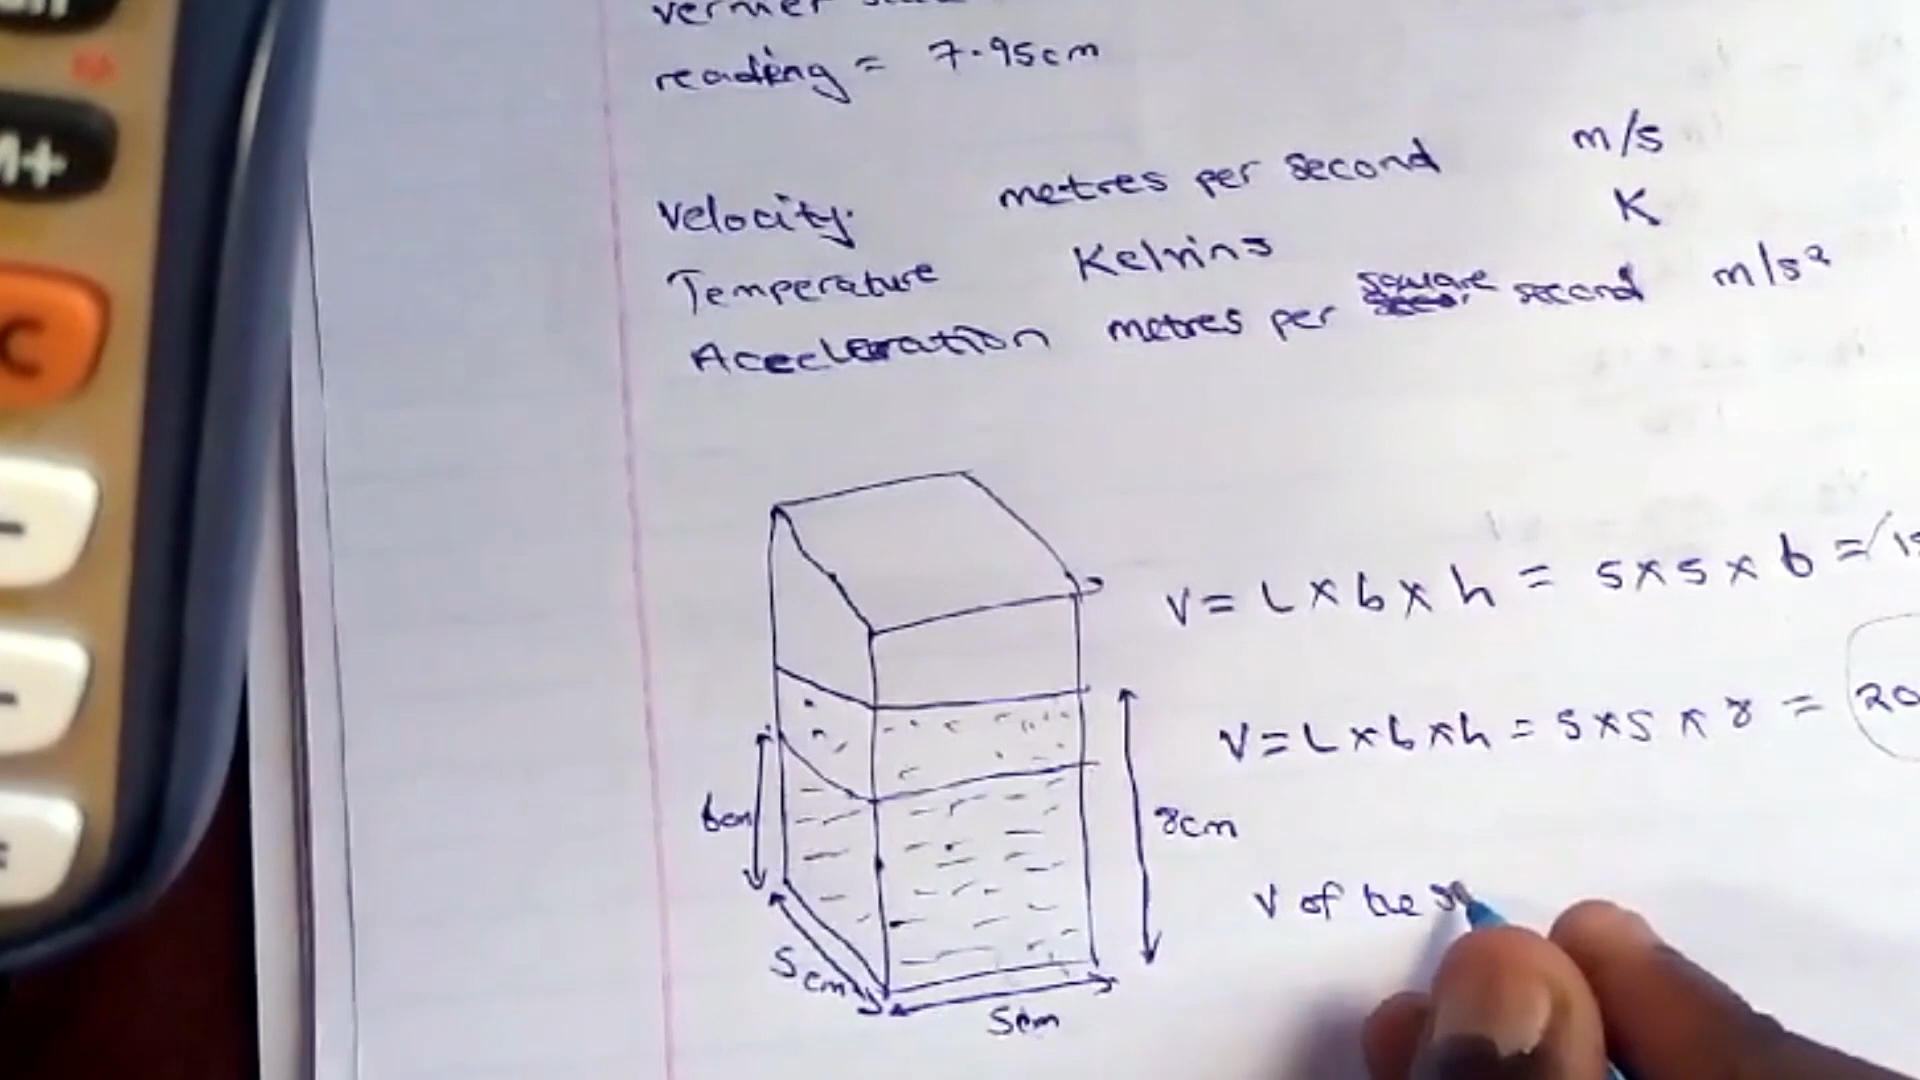 reading = 7.95cm
Velocity. metres per second m/s
Temperature Kelvins K
Acceleration metres per square second m/s²
V = L x b x h = 5 x 5 x 6 =
V = L x b x h = 5 x 5 x 8 = 20
6cm
8cm
V of the
5cm
5cm
M+
C